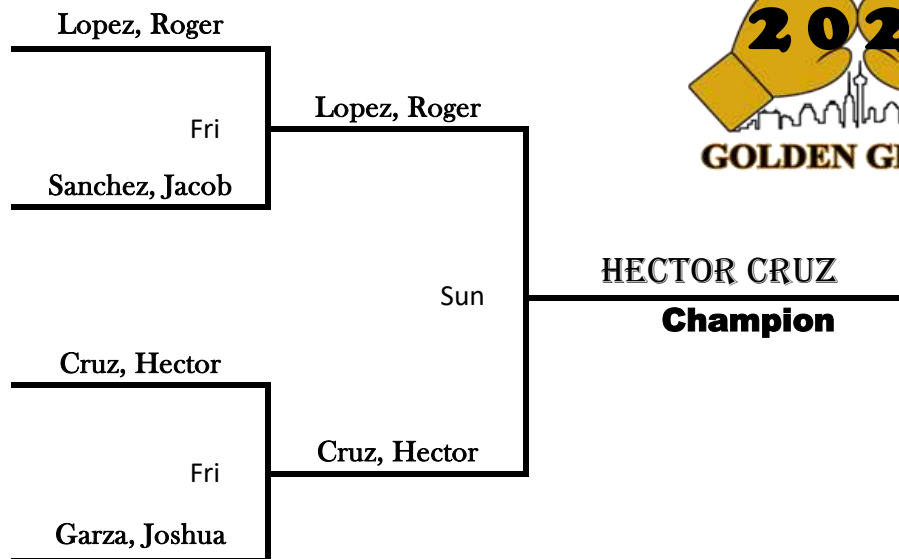 Lopez, Roger
202
Fri
Lopez, Roger
GOLDEN
Sanchez, Jacob
HECTOR CRUZ
Sun
Champion
Cruz, Hector
Cruz, Hector
Fri
Garza, Joshua